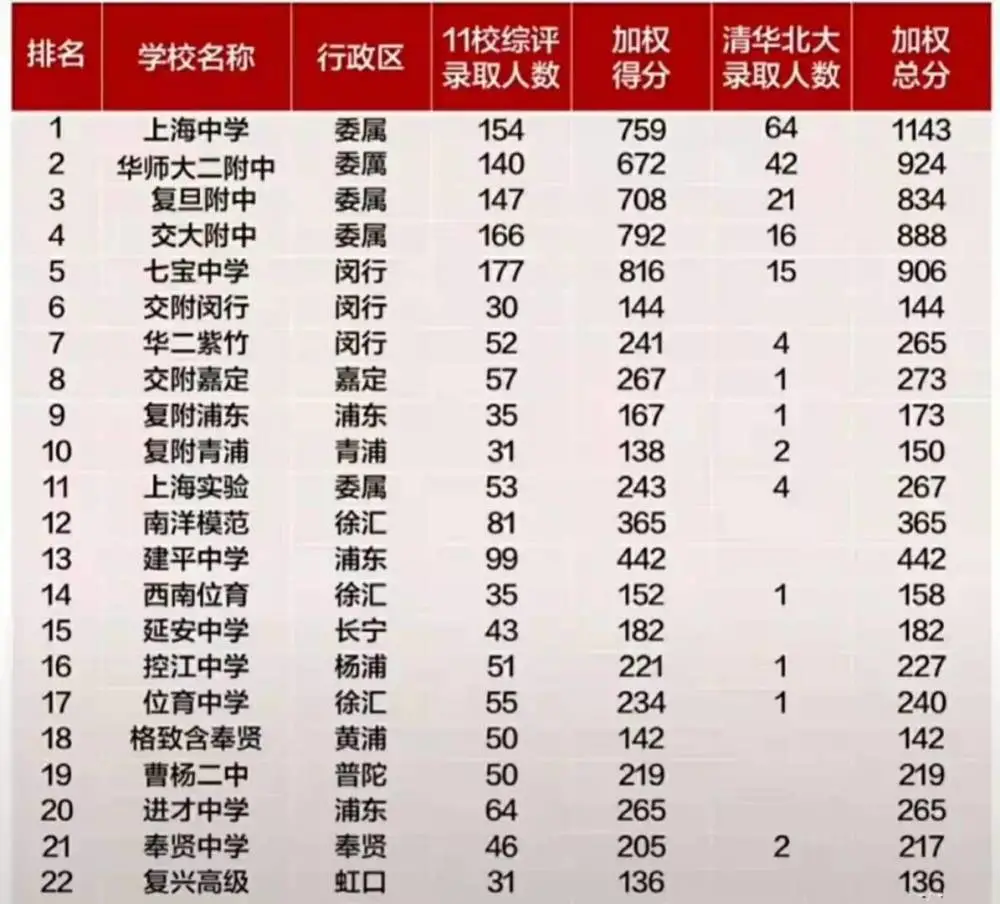 排名 学校名称 行政区 11校综评录取人数 加权得分 清华北大录取人数 加权总分
1 上海中学 委属 154 759 64 1143
2 华师大二附中 委厲 140 672 42 924
3 复旦附中 委属 147 708 21 834
4 交大附中 委属 166 792 16 888
5 七宝中学 闵行 177 816 15 906
6 交附闵行 闵行 30 144 144
7 华二紫竹 闵行 52 241 4 265
8 交附嘉定 嘉定 57 267 1 273
9 复附浦东 浦东 35 167 1 173
10 复附青浦 青浦 31 138 2 150
11 上海实验 委属 53 243 4 267
12 南洋模范 徐汇 81 365 365
13 建平中学 浦东 99 442 442
14 西南位育 徐汇 35 152 1 158
15 延安中学 长宁 43 182 182
16 控江中学 杨浦 51 221 1 227
17 位育中学 徐汇 55 234 1 240
18 格致含奉贤 黄浦 50 142 142
19 曹杨二中 普陀 50 219 219
20 进才中学 浦东 64 265 265
21 奉贤中学 奉贤 46 205 2 217
22 复兴高级 虹口 31 136 136